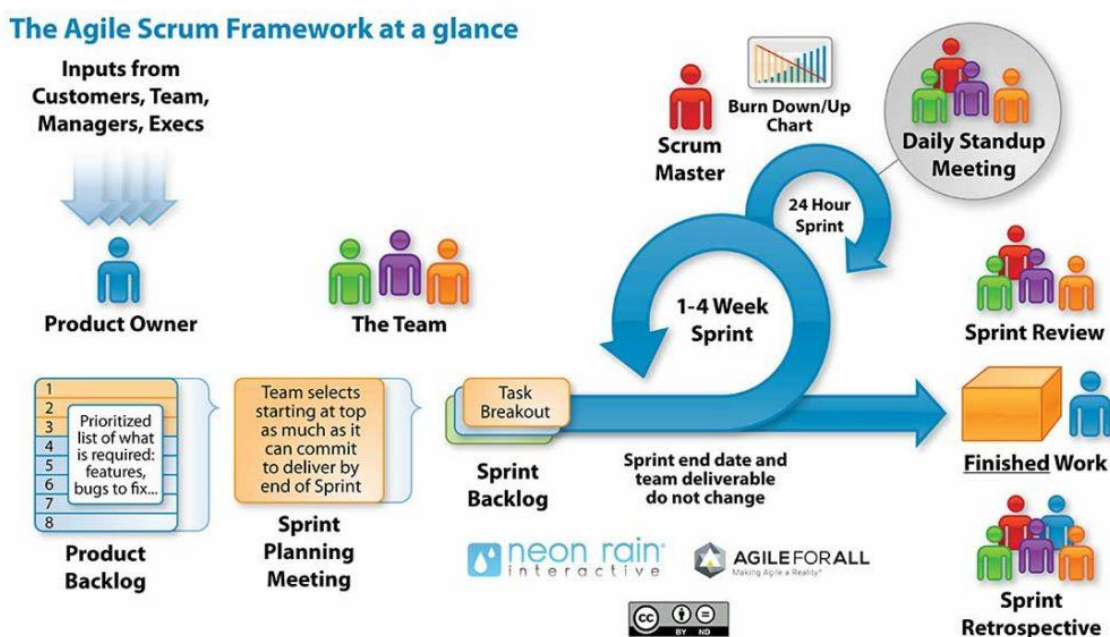 The Agile Scrum Framework at a glance
Inputs from
Customers, Team,
Managers, Execs
Product Owner
The Team
Scrum
Master
Burn Down/Up
Chart
Daily Standup
Meeting
24 Hour
Sprint
1-4 Week
Sprint
Sprint Review
1
2
3
4
5
6
7
8
Prioritized
list of what
is required:
features,
bugs to fix...
Product
Backlog
Team selects
starting at top
as much as it
can commit
to deliver by
end of Sprint
Sprint
Planning
Meeting
Task
Breakout
Sprint
Backlog
Sprint end date and
team deliverable
do not change
Finished Work
Sprint
Retrospective
neon rain®
interactive
AGILEFORALL
Making Agile a Reality®
cc
BY ND